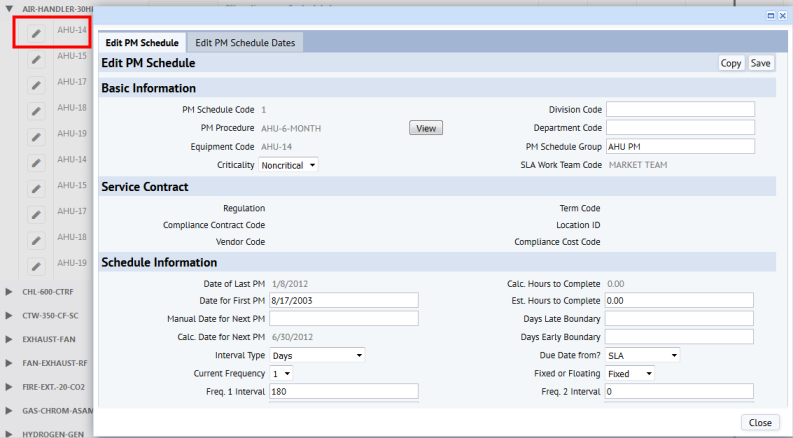 AIR-HANDLER-30H
AHU-14
AHU-15
AHU-17
AHU-18
AHU-19
AHU-14
AHU-15
AHU-17
AHU-18
AHU-19
CHL-600-CTRF
CTW-350-CF-SC
EXHAUST-FAN
FAN-EXHAUST-RF
FIRE-EXT.-20-CO2
GAS-CHROM-ASAM
HYDROGEN-GEN
Edit PM Schedule Edit PM Schedule Dates
Edit PM Schedule Copy Save
Basic Information
PM Schedule Code 1 Division Code
PM Procedure AHU-6-MONTH View Department Code
Equipment Code AHU-14 PM Schedule Group AHU PM
Criticality Noncritical SLA Work Team Code MARKET TEAM
Service Contract
Regulation Term Code
Compliance Contract Code Location ID
Vendor Code Compliance Cost Code
Schedule Information
Date of Last PM 1/8/2012 Calc. Hours to Complete 0.00
Date for First PM 8/17/2003 Est. Hours to Complete 0.00
Manual Date for Next PM Days Late Boundary
Calc. Date for Next PM 6/30/2012 Days Early Boundary
Interval Type Days Due Date from? SLA
Current Frequency 1 Fixed or Floating Fixed
Freq. 1 Interval 180 Freq. 2 Interval 0
Close